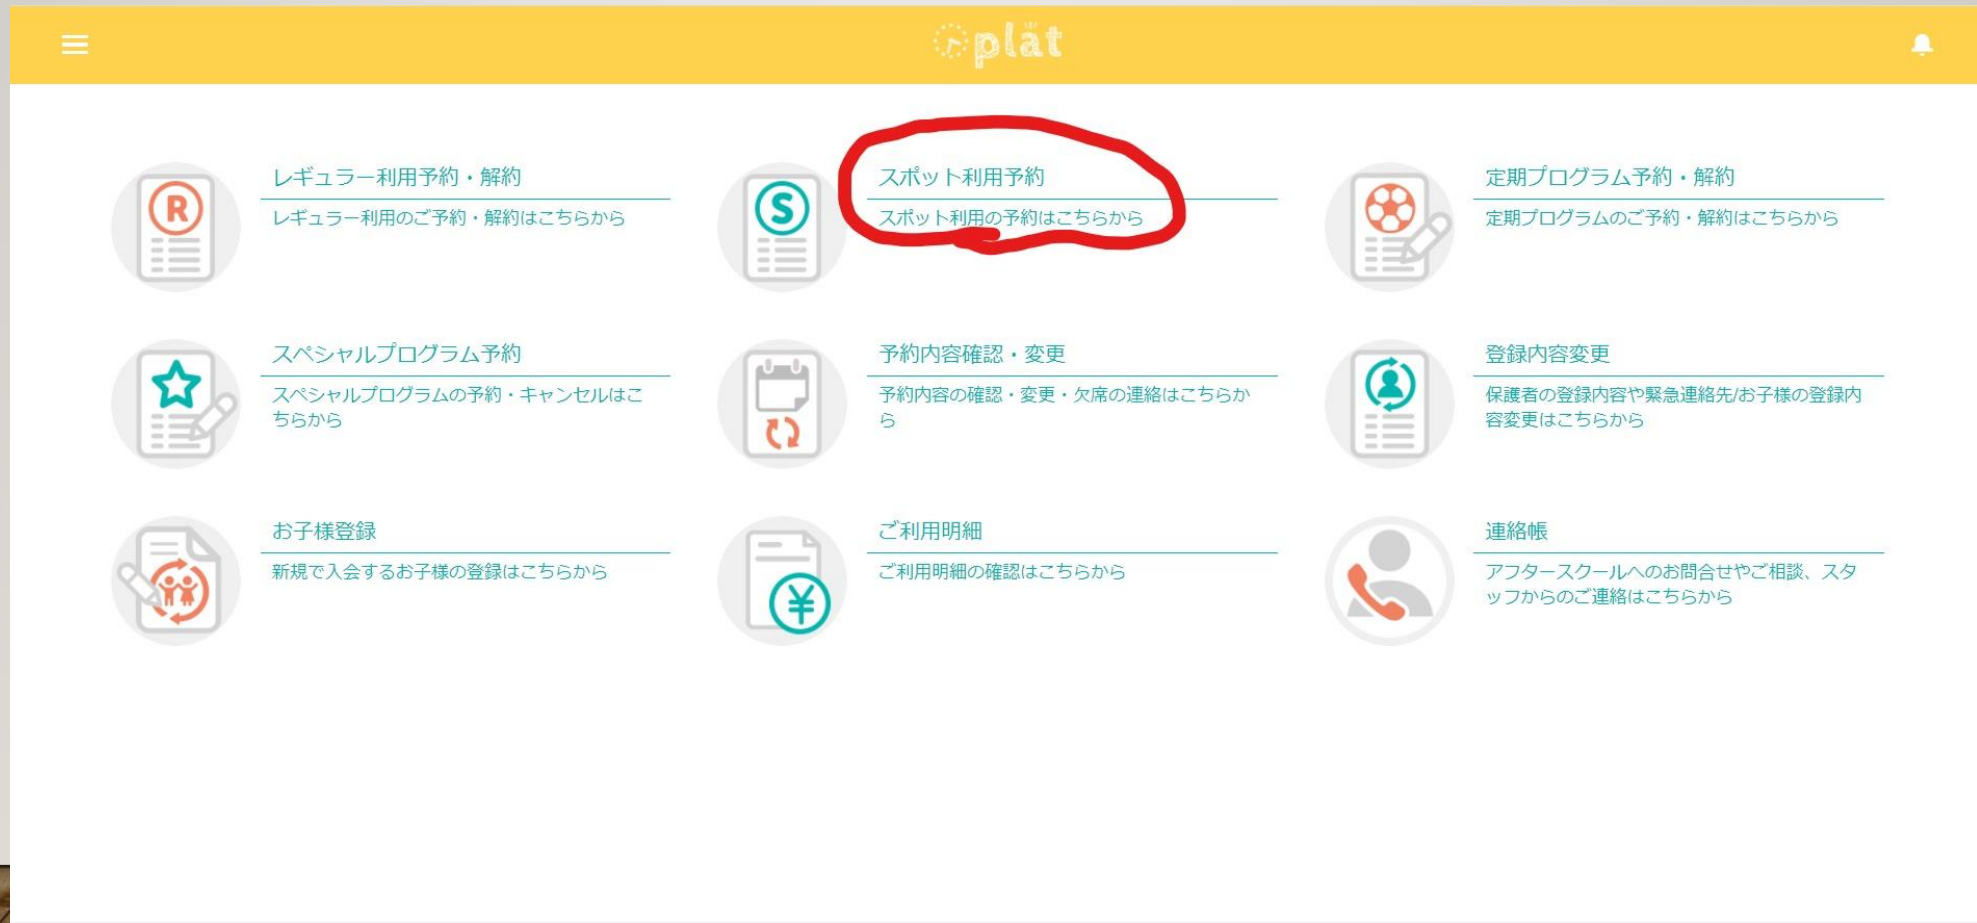 plat
レギュラー利用予約・解約
レギュラー利用のご予約・解約はこちらから
スポット利用予約
スポット利用の予約はこちらから
定期プログラム予約・解約
定期プログラムのご予約・解約はこちらから
スペシャルプログラム予約
スペシャルプログラムの予約・キャンセルはこ
ちらから
予約内容確認・変更
予約内容の確認・変更・欠席の連絡はこちらか
ら
登録内容変更
保護者の登録内容や緊急連絡先/お子様の登録内
容変更はこちらから
お子様登録
新規で入会するお子様の登録はこちらから
ご利用明細
ご利用明細の確認はこちらから
連絡帳
アフタースクールへのお問合せやご相談、スタ
ッフからのご連絡はこちらから
R
S
¥